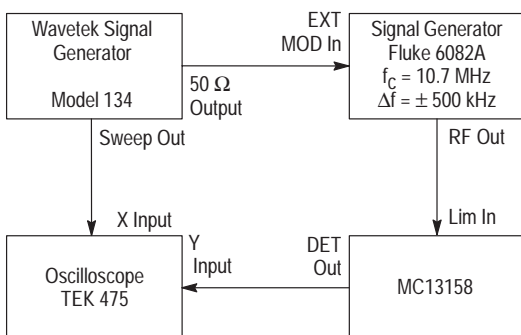 Wavetek Signal
Generator
Model 134
EXT
MOD In
Signal Generator
Fluke 6082A
fC = 10.7 MHz
Δf = ± 500 kHz
50 Ω
Output
Sweep Out
RF Out
X Input
Lim In
Y
Input
DET
Out
Oscilloscope
TEK 475
MC13158